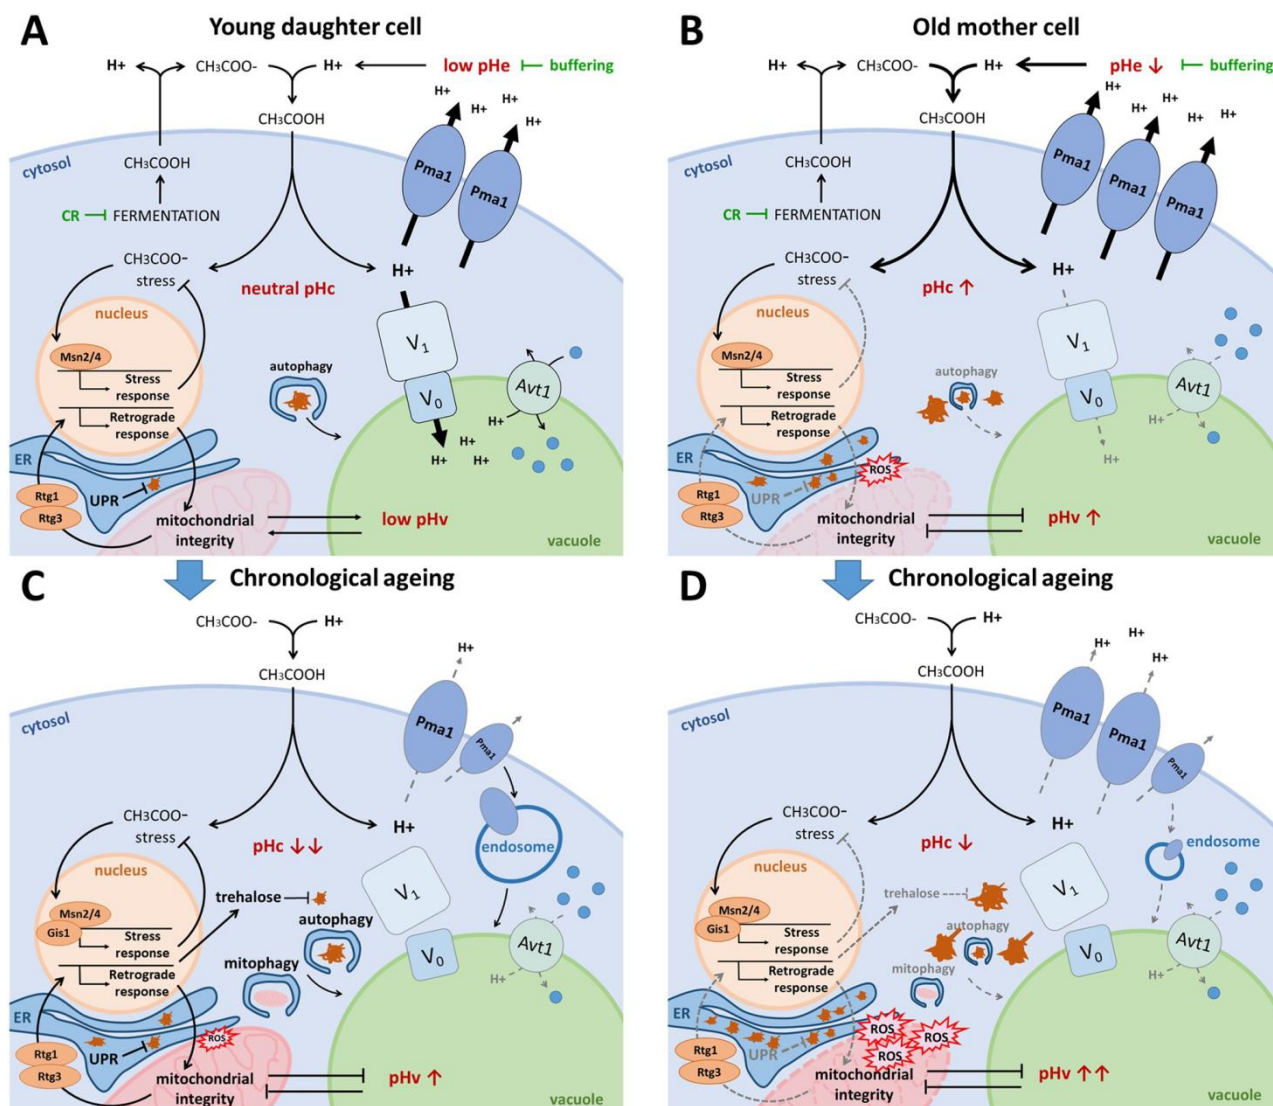 A Young daughter cell
H+ CH₃COO- H+ low pHe buffering
H+ H+
H+ H+
CH₃COOH
cytosol
CH₃COOH
Pma1 Pma1
CR FERMENTATION
CH₃COO-
stress
neutral pHc
H+
nucleus
Msn2/4
Stress
response
Retrograde
response
autophagy
V₁
V₀
Avt1
H+
H+ H+
H+ H+
ER
Rtg1
Rtg3
UPR
mitochondrial
integrity
low pHv
vacuole
B Old mother cell
H+ CH₃COO- H+ pHe ↓ buffering
H+ H+ H+
H+ H+
CH₃COOH
cytosol
CH₃COOH
Pma1 Pma1 Pma1
CR FERMENTATION
CH₃COO-
stress
pHc ↑
H+
nucleus
Msn2/4
Stress
response
Retrograde
response
autophagy
V₁
V₀
Avt1
H+
H+
ER
ROS
Rtg1
Rtg3
UPR
mitochondrial
integrity
pHv ↑
vacuole
C Chronological ageing
CH₃COO- H+
H+
CH₃COOH
cytosol
Pma1 Pma1
CH₃COO-
stress
pHc ↓ ↓
H+
endosome
nucleus
Msn2/4
Gis1
Stress
response
Retrograde
response
trehalose
autophagy
mitophagy
V₁
V₀
Avt1
H+
ER
ROS
Rtg1
Rtg3
UPR
mitochondrial
integrity
pHv ↑
vacuole
D Chronological ageing
CH₃COO- H+
H+ H+
H+
CH₃COOH
cytosol
Pma1 Pma1 Pma1
CH₃COO-
stress
pHc ↓
H+
endosome
nucleus
Msn2/4
Gis1
Stress
response
Retrograde
response
trehalose
autophagy
mitophagy
V₁
V₀
Avt1
H+
ER
ROS ROS
ROS
Rtg1
Rtg3
UPR
mitochondrial
integrity
pHv ↑ ↑
vacuole